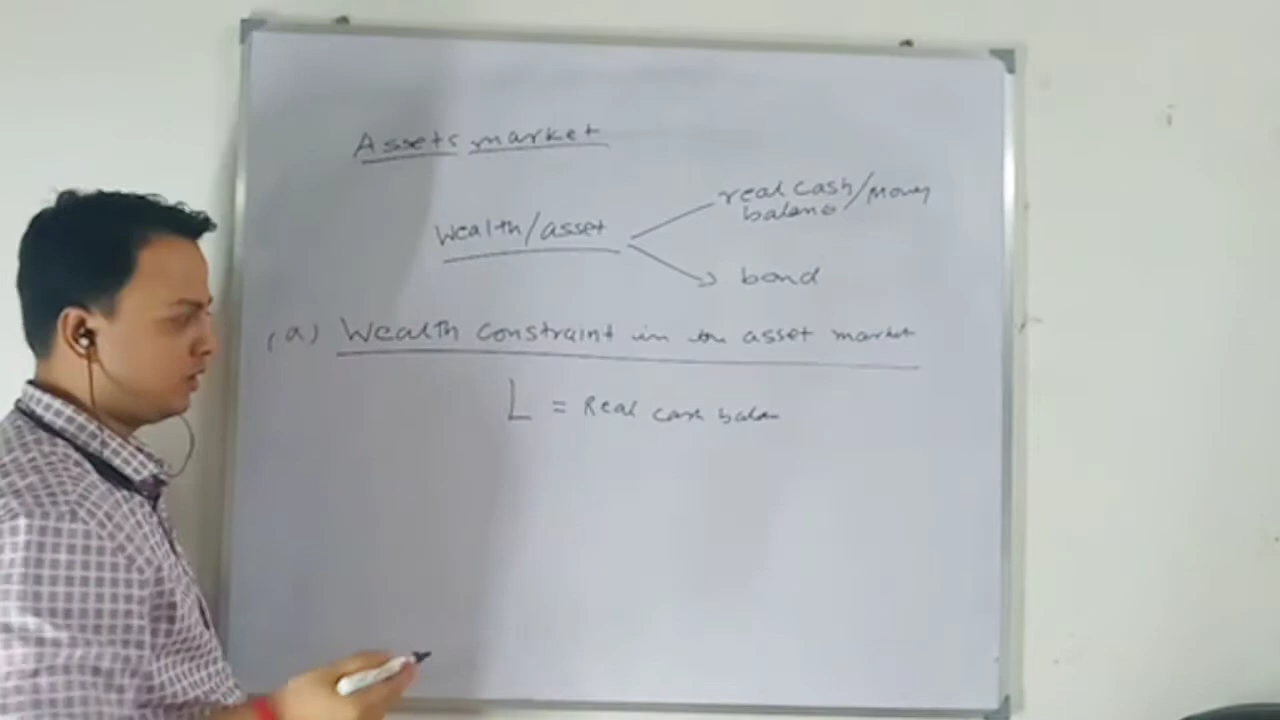 Assets market
Wealth/asset
real cash/Money
balance
bond
(a) Wealth constraint in the asset market
L = Real cash balan